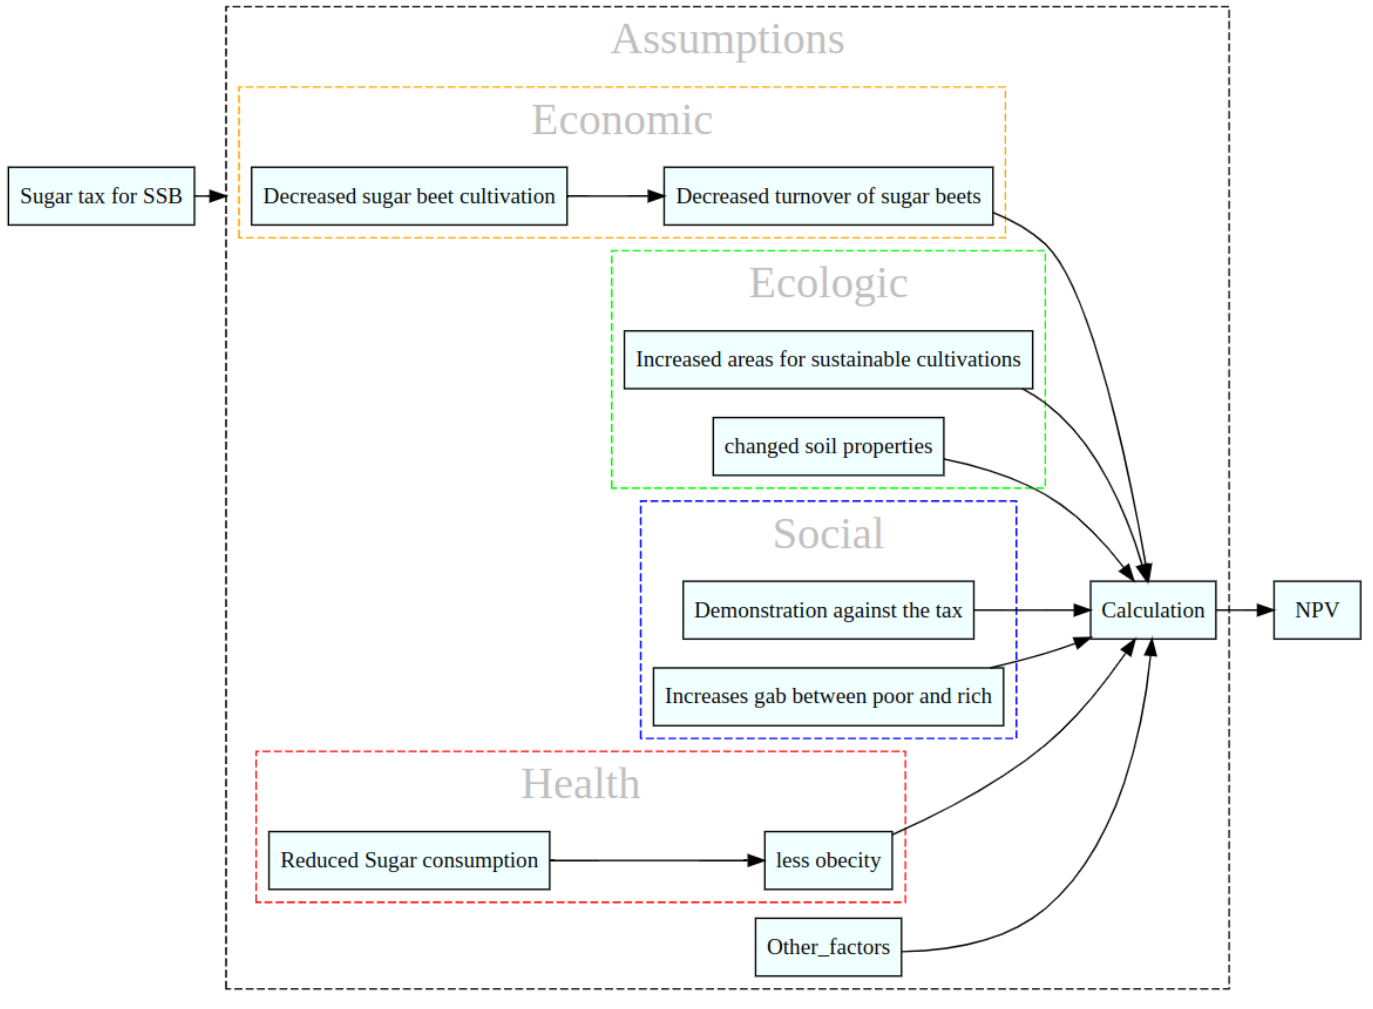 Assumptions
Economic
Sugar tax for SSB
Decreased sugar beet cultivation
Decreased turnover of sugar beets
Ecologic
Increased areas for sustainable cultivations
changed soil properties
Social
Demonstration against the tax
Calculation
NPV
Increases gab between poor and rich
Health
Reduced Sugar consumption
less obecity
Other_factors